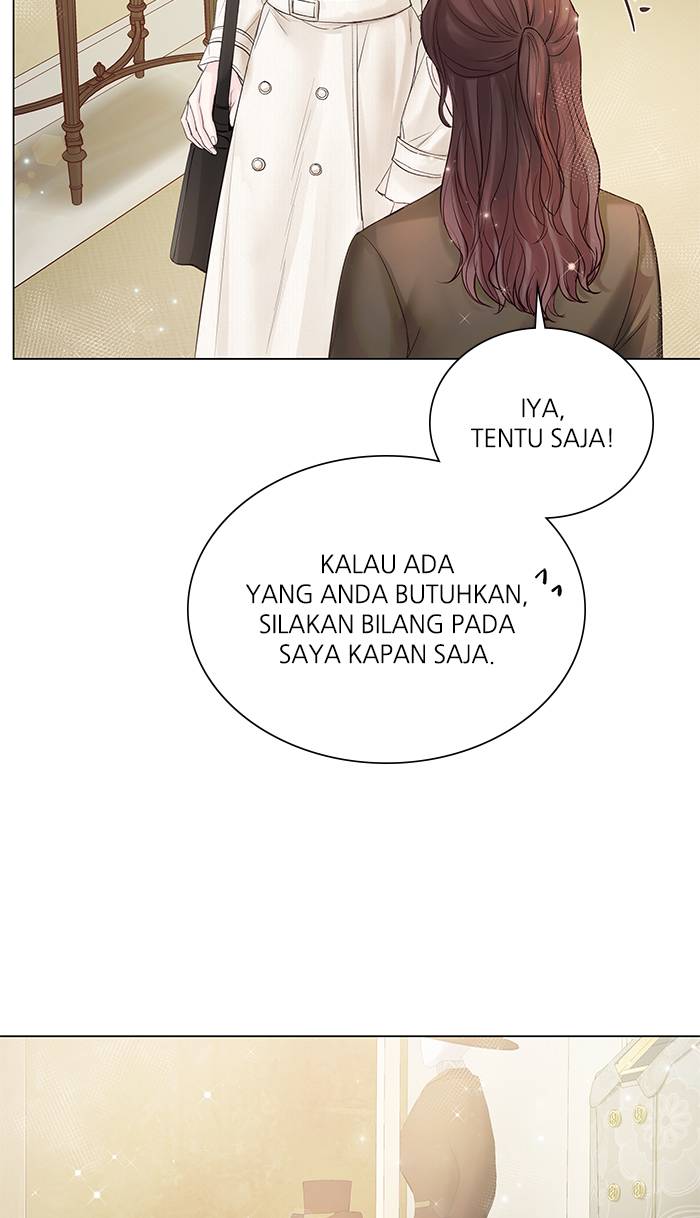 IYA,
TENTU SAJA!
KALAU ADA
YANG ANDA BUTUHKAN,
SILAKAN BILANG PADA
SAYA KAPAN SAJA.